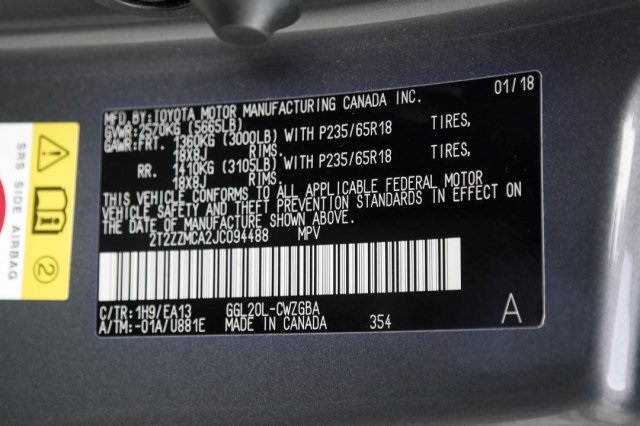 MFD.BY:TOYOTA MOTOR MANUFACTURING CANADA INC. 01/18
GVWR:2570KG (5665LB)
GAWR:FRT. 1360KG (3000LB) WITH P235/65R18 TIRES,
18X8J RIMS.
RR. 1410KG (3105LB) WITH P235/65R18 TIRES,
18X8J RIMS.
THIS VEHICLE CONFORMS TO ALL APPLICABLE FEDERAL MOTOR
VEHICLE SAFETY AND THEFT PREVENTION STANDARDS IN EFFECT ON
THE DATE OF MANUFACTURE SHOWN ABOVE.
2T2ZZMCA2JC094488 MPV
C/TR:1H9/EA13 GGL20L-CWZGBA
A/TM:-01A/U881E MADE IN CANADA 354 A
SRS SIDE AIRBAG
2